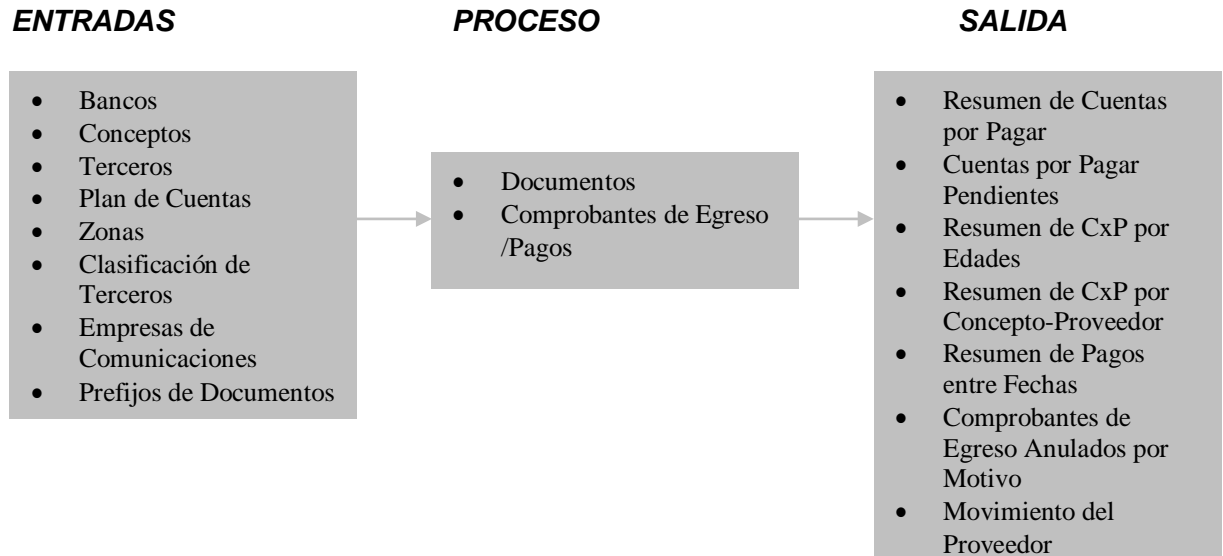 ENTRADAS
PROCESO
SALIDA
• Bancos
• Conceptos
• Terceros
• Plan de Cuentas
• Zonas
• Clasificación de
Terceros
• Empresas de
Comunicaciones
• Prefijos de Documentos
• Documentos
• Comprobantes de Egreso
/Pagos
• Resumen de Cuentas
por Pagar
• Cuentas por Pagar
Pendientes
• Resumen de CxP por
Edades
• Resumen de CxP por
Concepto-Proveedor
• Resumen de Pagos
entre Fechas
• Comprobantes de
Egreso Anulados por
Motivo
• Movimiento del
Proveedor